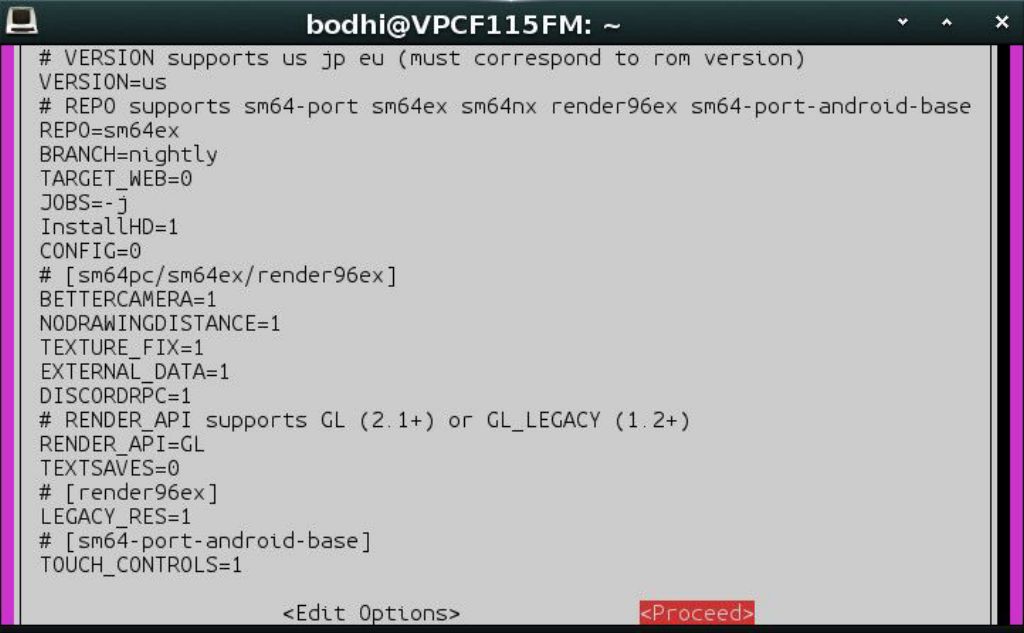 bodhi@VPCF115FM: ~
# VERSION supports us jp eu (must correspond to rom version)
VERSION=us
# REPO supports sm64-port sm64ex sm64nx render96ex sm64-port-android-base
REPO=sm64ex
BRANCH=nightly
TARGET_WEB=0
JOBS=-j
InstallHD=1
CONFIG=0
# [sm64pc/sm64ex/render96ex]
BETTERCAMERA=1
NODRAWINGDISTANCE=1
TEXTURE_FIX=1
EXTERNAL_DATA=1
DISCORDRPC=1
# RENDER_API supports GL (2.1+) or GL_LEGACY (1.2+)
RENDER_API=GL
TEXTSAVES=0
# [render96ex]
LEGACY_RES=1
# [sm64-port-android-base]
TOUCH_CONTROLS=1
<Edit Options> <Proceed>